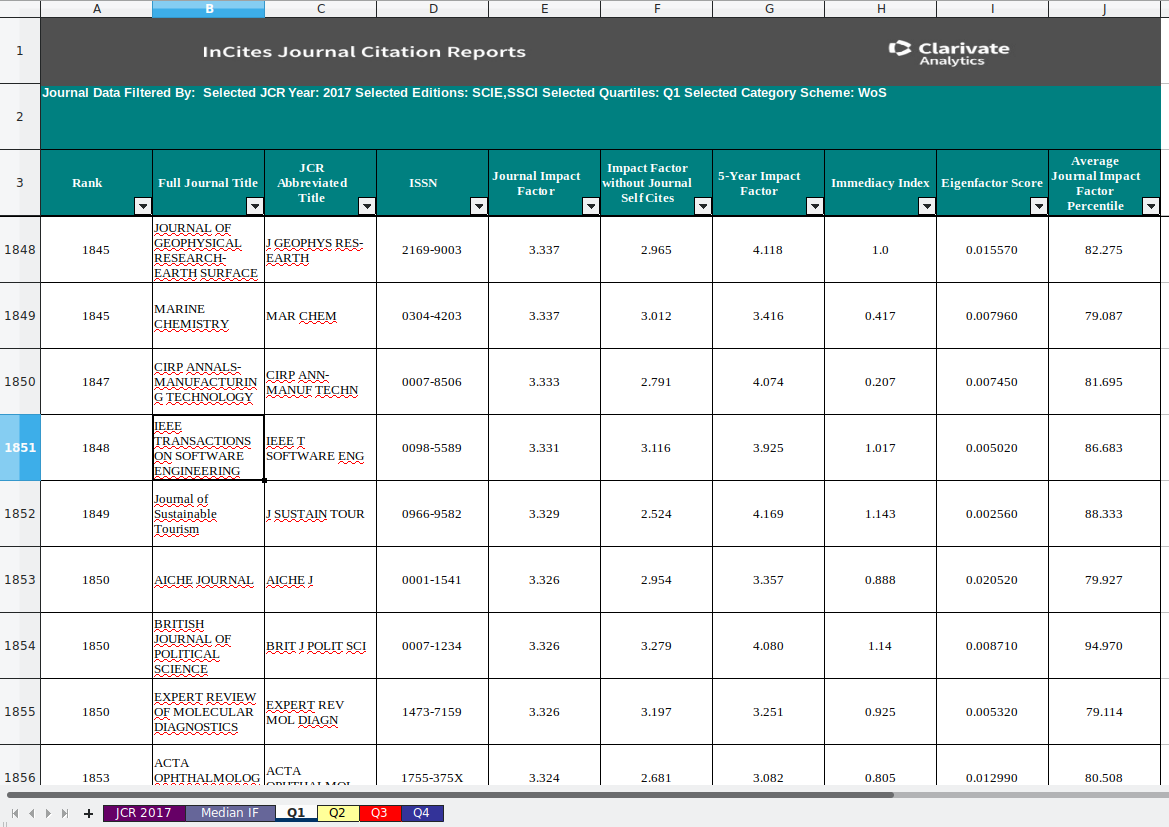 A B C D E F G H I J
1 InCites Journal Citation Reports Clarivate
Analytics
2 Journal Data Filtered By: Selected JCR Year: 2017 Selected Editions: SCIE,SSCI Selected Quartiles: Q1 Selected Category Scheme: WoS
3
Rank
Full Journal Title
JCR
Abbreviated
Title
ISSN
Journal Impact
Factor
Impact Factor
without Journal
Self Cites
5-Year Impact
Factor
Immediacy Index
Eigenfactor Score
Average
Journal Impact
Factor
Percentile
1848
1845
JOURNAL OF
GEOPHYSICAL
RESEARCH-
EARTH SURFACE
J GEOPHYS RES-
EARTH
2169-9003 3.337 2.965 4.118 1.0 0.015570 82.275
1849
1845
MARINE
CHEMISTRY
MAR CHEM
0304-4203 3.337 3.012 3.416 0.417 0.007960 79.087
1850
1847
CIRP ANNALS-
MANUFACTURIN
G TECHNOLOGY
CIRP ANN-
MANUF TECHN
0007-8506 3.333 2.791 4.074 0.207 0.007450 81.695
1851
1848
IEEE
TRANSACTIONS
ON SOFTWARE
ENGINEERING
IEEE T
SOFTWARE ENG
0098-5589 3.331 3.116 3.925 1.017 0.005020 86.683
1852
1849
Journal of
Sustainable
Tourism
J SUSTAIN TOUR
0966-9582 3.329 2.524 4.169 1.143 0.002560 88.333
1853
1850
AICHE JOURNAL
AICHE J
0001-1541 3.326 2.954 3.357 0.888 0.020520 79.927
1854
1850
BRITISH
JOURNAL OF
POLITICAL
SCIENCE
BRIT J POLIT SCI
0007-1234 3.326 3.279 4.080 1.14 0.008710 94.970
1855
1850
EXPERT REVIEW
OF MOLECULAR
DIAGNOSTICS
EXPERT REV
MOL DIAGN
1473-7159 3.326 3.197 3.251 0.925 0.005320 79.114
1856
1853
ACTA
OPHTHALMOLOG
ACTA
1755-375X 3.324 2.681 3.082 0.805 0.012990 80.508
JCR 2017 Median IF Q1 Q2 Q3 Q4